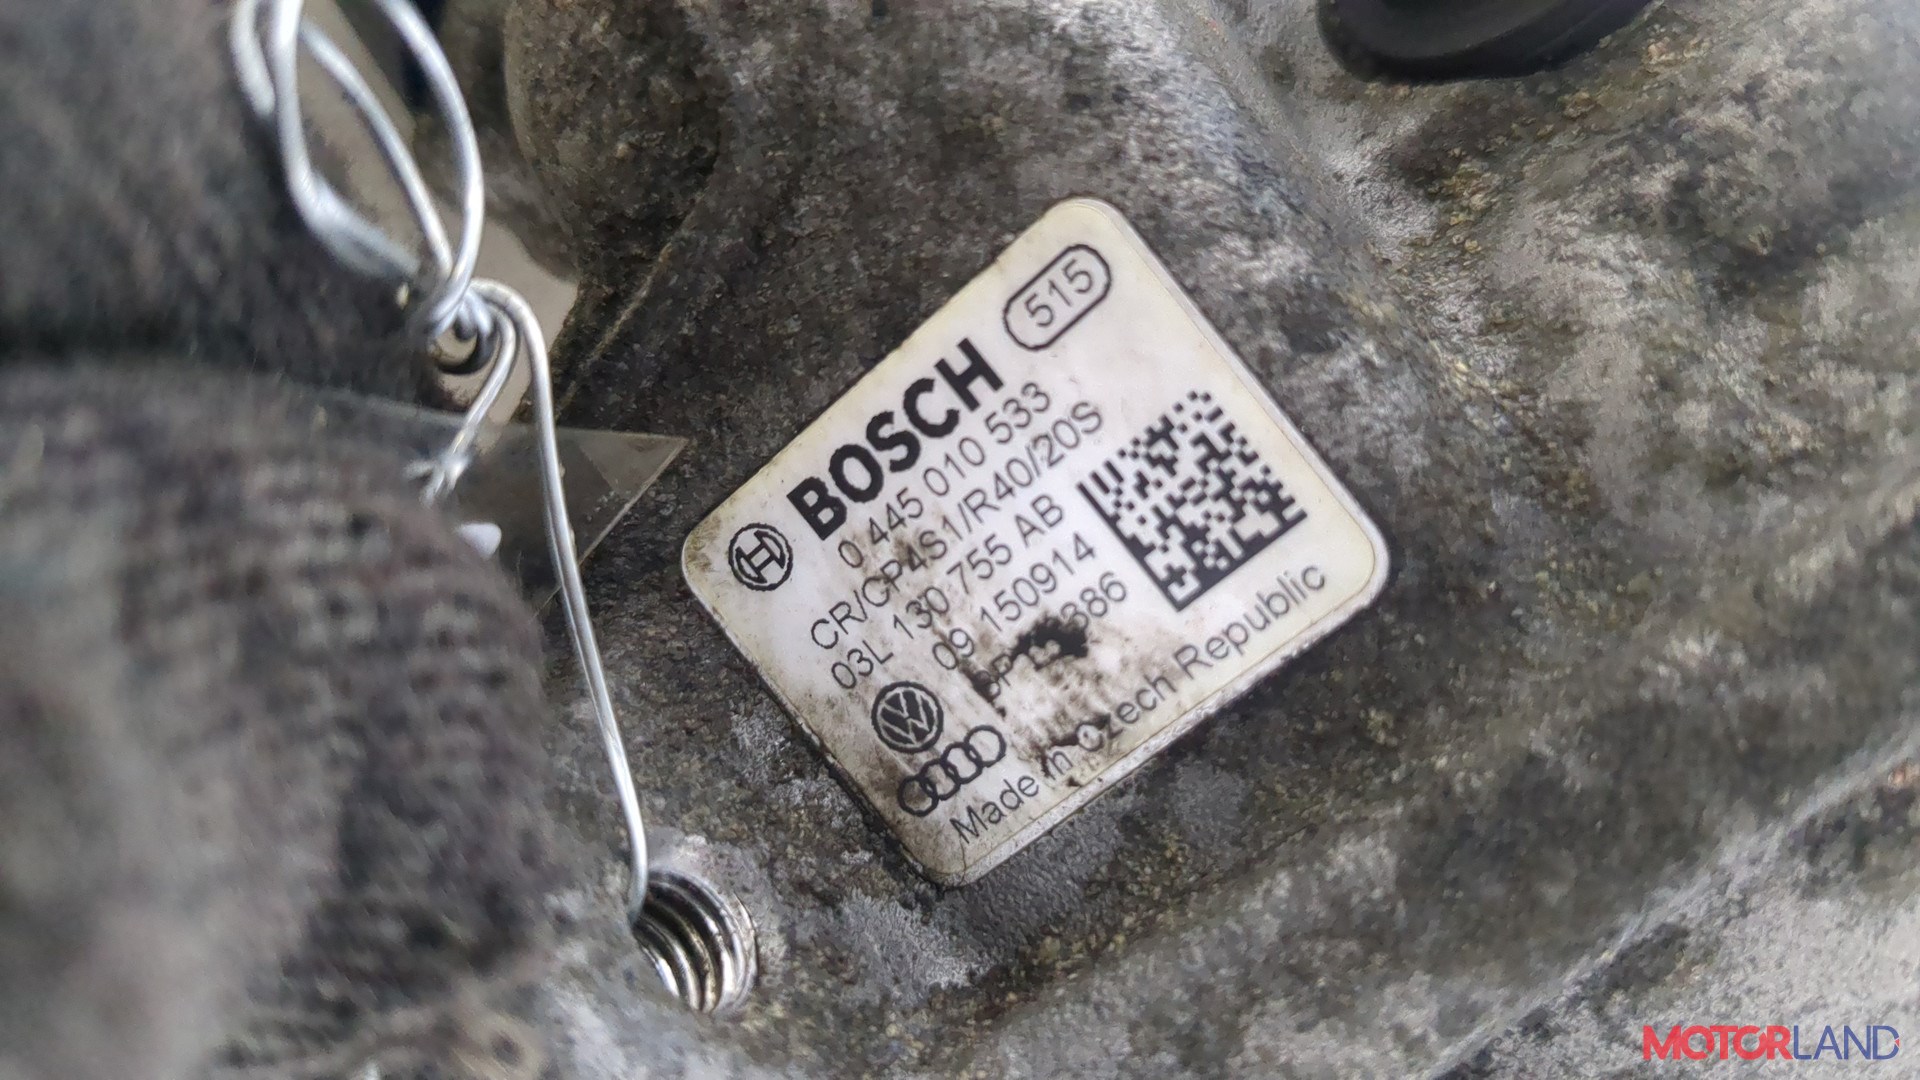 515
BOSCH
0 445 010 533
CR/CP4S1/R40/20S
03L 130 755 AB
09 150914
386
Made in Czech Republic
MOTORLAND